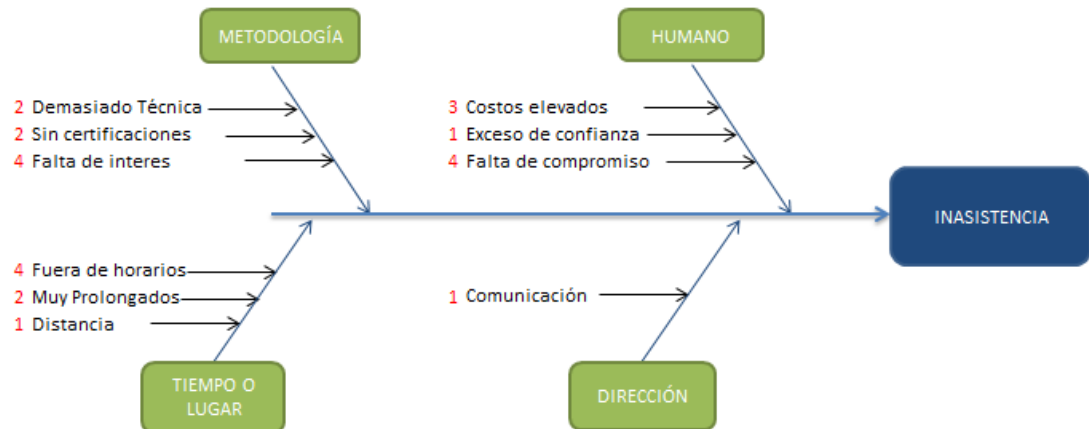 METODOLOGÍA
HUMANO
2 Demasiado Técnica
2 Sin certificaciones
4 Falta de interes
3 Costos elevados
1 Exceso de confianza
4 Falta de compromiso
INASISTENCIA
4 Fuera de horarios
2 Muy Prolongados
1 Distancia
1 Comunicación
TIEMPO O
LUGAR
DIRECCIÓN